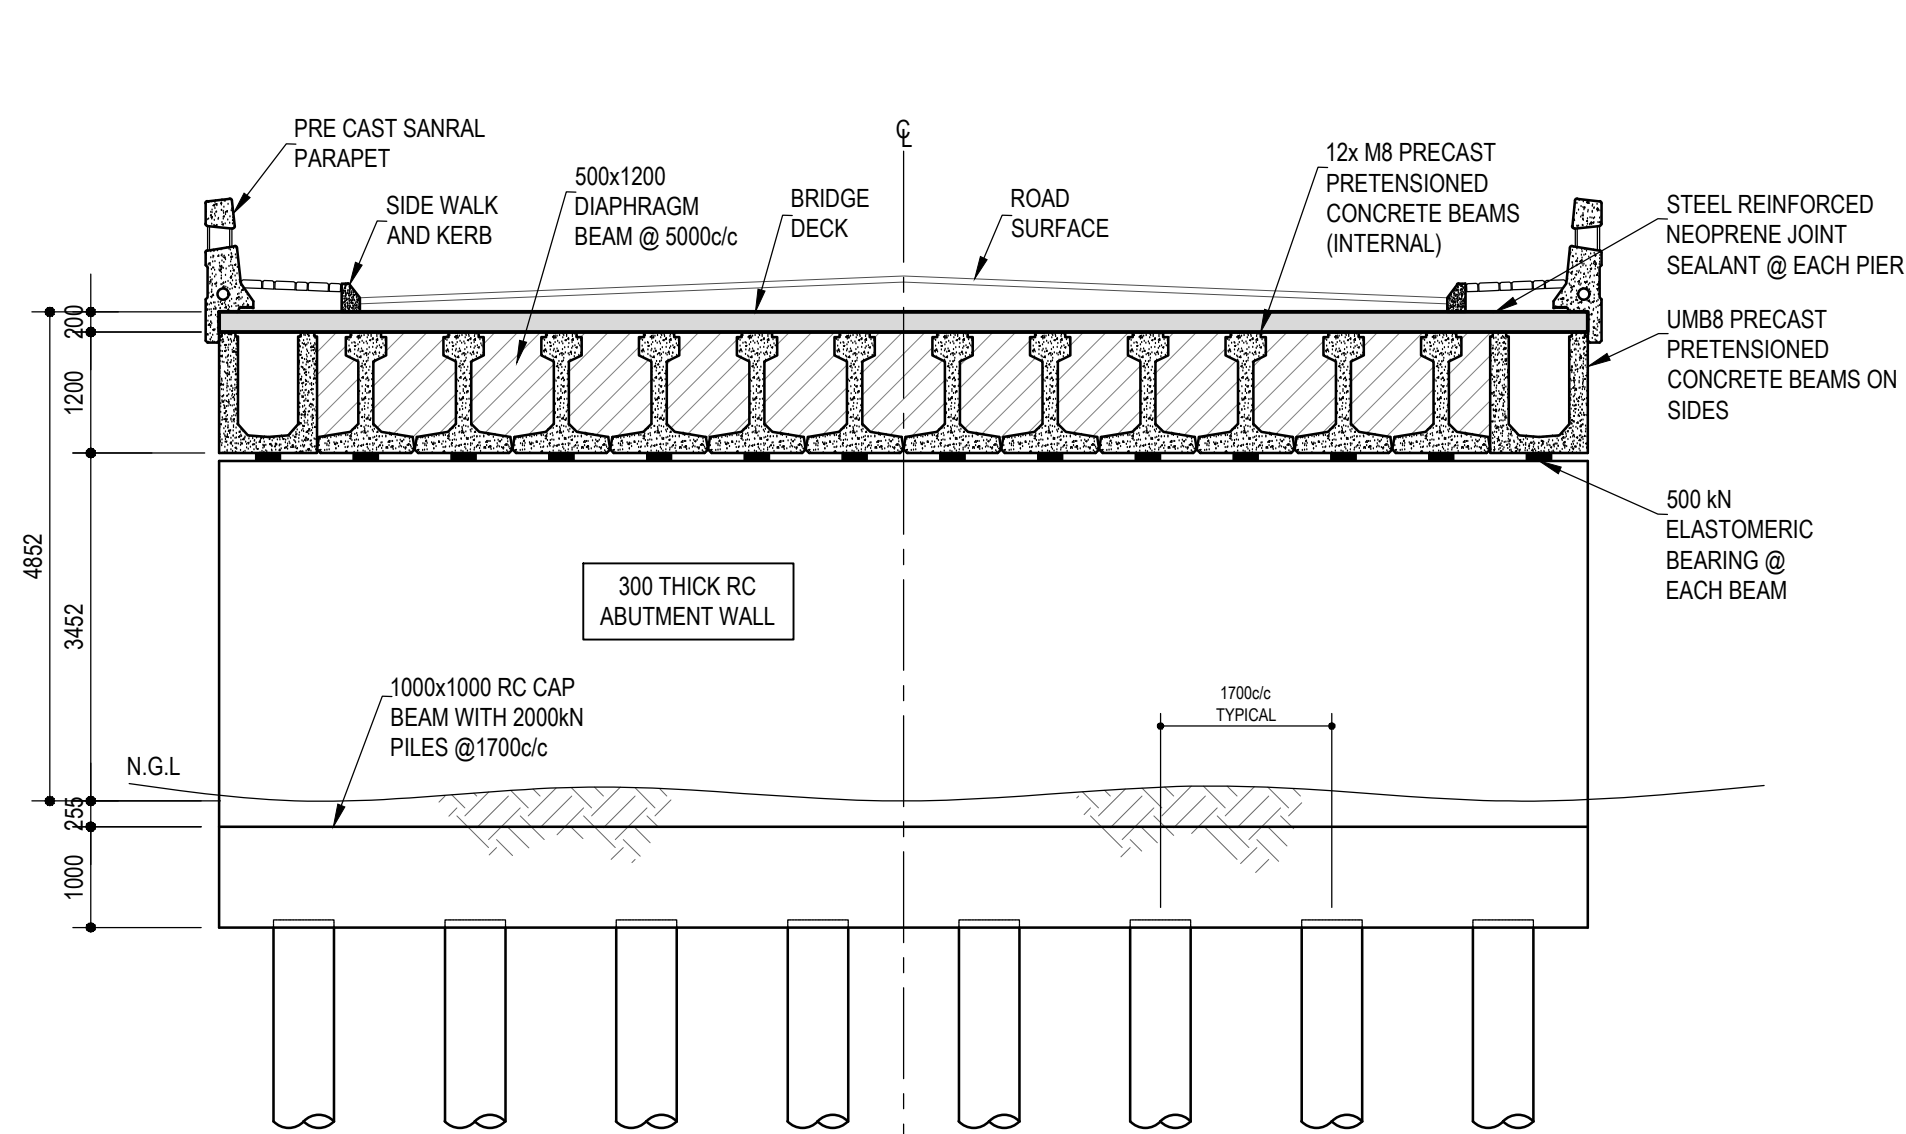 PRE CAST SANRAL
PARAPET
SIDE WALK
AND KERB
500x1200
DIAPHRAGM
BEAM @ 5000c/c
BRIDGE
DECK
CL
ROAD
SURFACE
12x M8 PRECAST
PRETENSIONED
CONCRETE BEAMS
(INTERNAL)
STEEL REINFORCED
NEOPRENE JOINT
SEALANT @ EACH PIER
UMB8 PRECAST
PRETENSIONED
CONCRETE BEAMS ON
SIDES
500 kN
ELASTOMERIC
BEARING @
EACH BEAM
200
1200
4852
3452
255
1000
300 THICK RC
ABUTMENT WALL
1000x1000 RC CAP
BEAM WITH 2000kN
PILES @1700c/c
1700c/c
TYPICAL
N.G.L